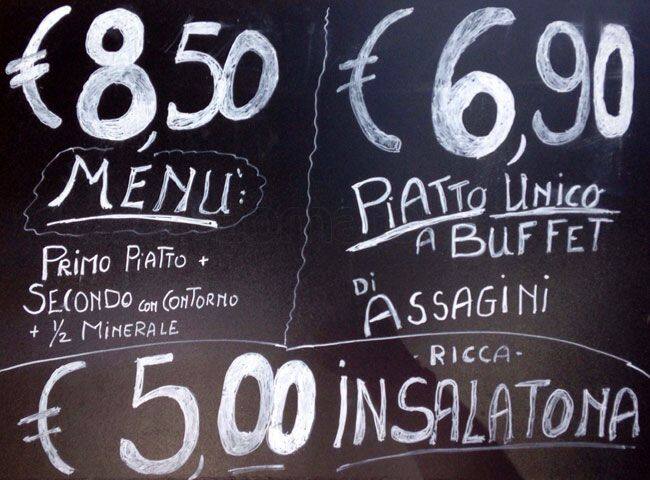 € 8,50
MENU':
PRIMO PIATTO +
SECONDO CON CONTORNO
+ ½ MINERALE
€ 6,90
PIATTO UNICO
A BUFFET
DI
ASSAGINI
€ 5,00
- RICCA -
INSALATONA